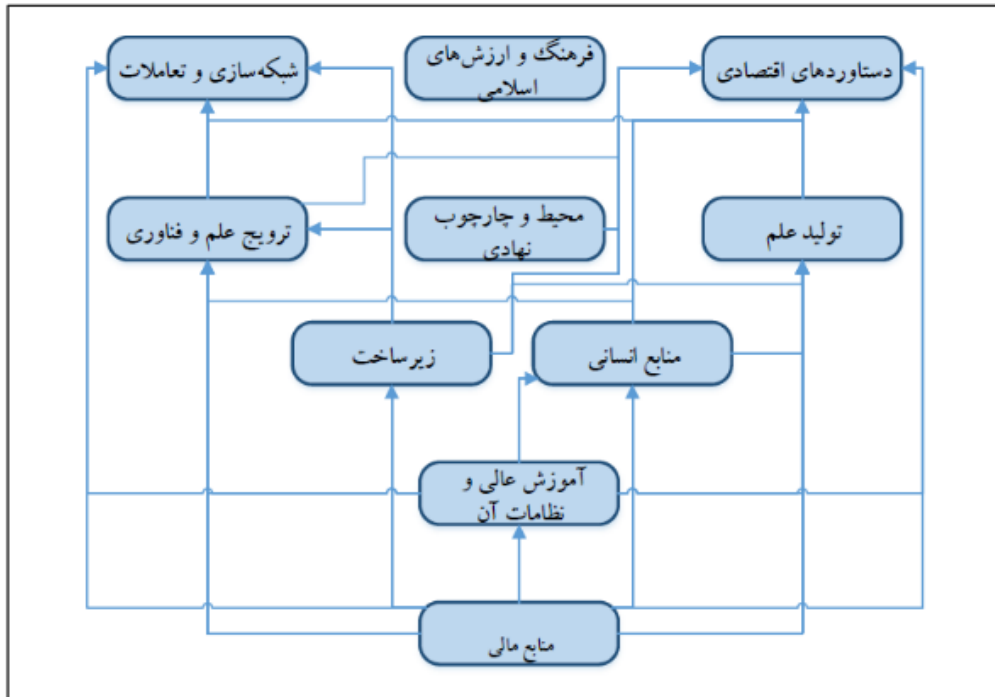 دستاوردهای اقتصادی
فرهنگ و ارزش‌های
اسلامی
شبکه‌سازی و تعاملات
تولید علم
محیط و چارچوب
نهادی
ترویج علم و فناوری
منابع انسانی
زیرساخت
آموزش عالی و
نظامات آن
منابع مالی